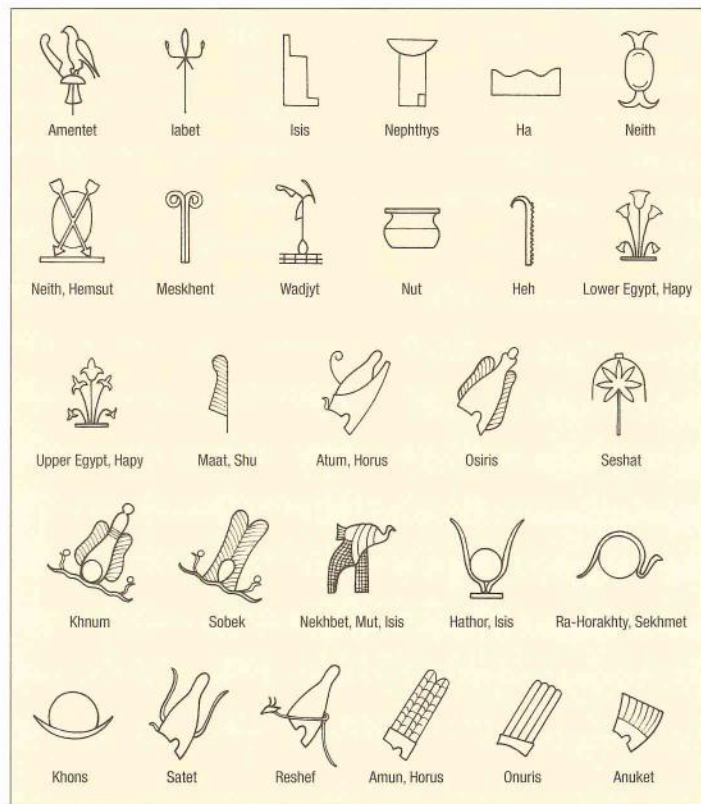 Amentet Iabet Isis Nephthys Ha Neith
Neith, Hemsut Meskhent Wadjyt Nut Heh Lower Egypt, Hapy
Upper Egypt, Hapy Maat, Shu Atum, Horus Osiris Seshat
Khnum Sobek Nekhbet, Mut, Isis Hathor, Isis Ra-Horakhty, Sekhmet
Khons Satet Reshef Amun, Horus Onuris Anuket